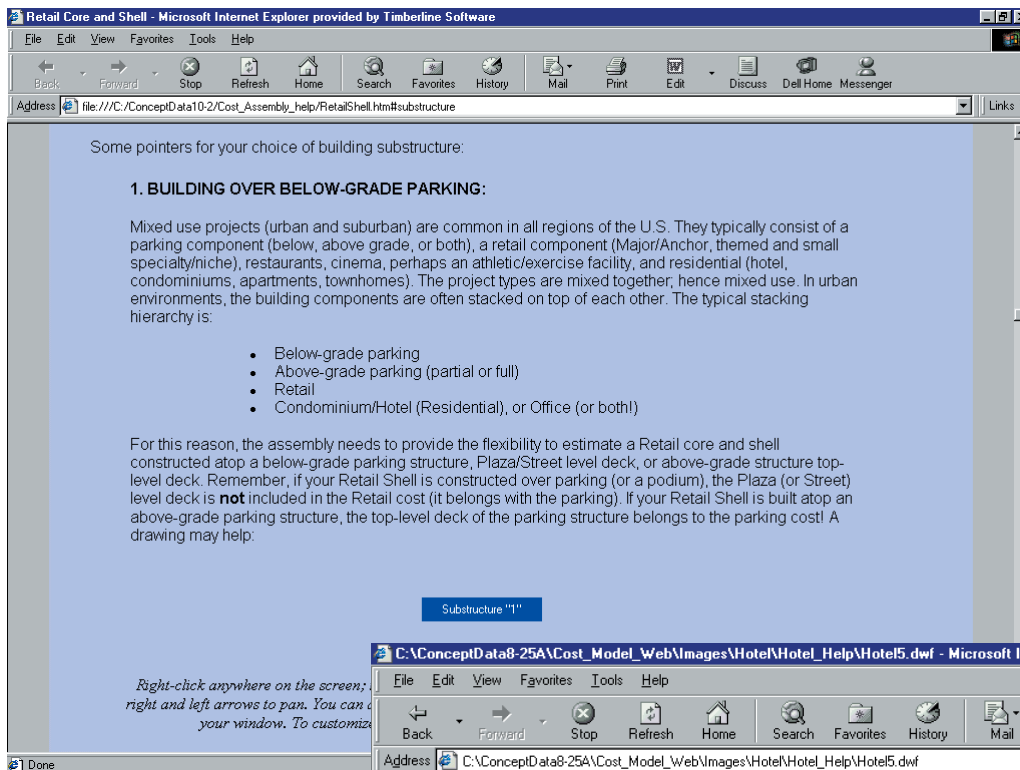 Retail Core and Shell - Microsoft Internet Explorer provided by Timberline Software
File Edit View Favorites Tools Help
Back Forward Stop Refresh Home Search Favorites History Mail Print Edit Discuss Dell Home Messenger
Address file:///C:/ConceptData10-2/Cost_Assembly_help/RetailShell.htm#substructure Links
Some pointers for your choice of building substructure:
1. BUILDING OVER BELOW-GRADE PARKING:
Mixed use projects (urban and suburban) are common in all regions of the U.S. They typically consist of a
parking component (below, above grade, or both), a retail component (Major/Anchor, themed and small
specialty/niche), restaurants, cinema, perhaps an athletic/exercise facility, and residential (hotel,
condominiums, apartments, townhomes). The project types are mixed together; hence mixed use. In urban
environments, the building components are often stacked on top of each other. The typical stacking
hierarchy is:
• Below-grade parking
• Above-grade parking (partial or full)
• Retail
• Condominium/Hotel (Residential), or Office (or both!)
For this reason, the assembly needs to provide the flexibility to estimate a Retail core and shell
constructed atop a below-grade parking structure, Plaza/Street level deck, or above-grade structure top-
level deck. Remember, if your Retail Shell is constructed over parking (or a podium), the Plaza (or Street)
level deck is not included in the Retail cost (it belongs with the parking). If your Retail Shell is built atop an
above-grade parking structure, the top-level deck of the parking structure belongs to the parking cost! A
drawing may help:
Substructure "1"
Right-click anywhere on the screen;
right and left arrows to pan. You can
your window. To customize
C:\ConceptData8-25A\Cost_Model_Web\Images\Hotel\Hotel_Help\Hotel5.dwf - Microsoft I
File Edit View Favorites Tools Help
Back Forward Stop Refresh Home Search Favorites History Mail
Address C:\ConceptData8-25A\Cost_Model_Web\Images\Hotel\Hotel_Help\Hotel5.dwf
Done